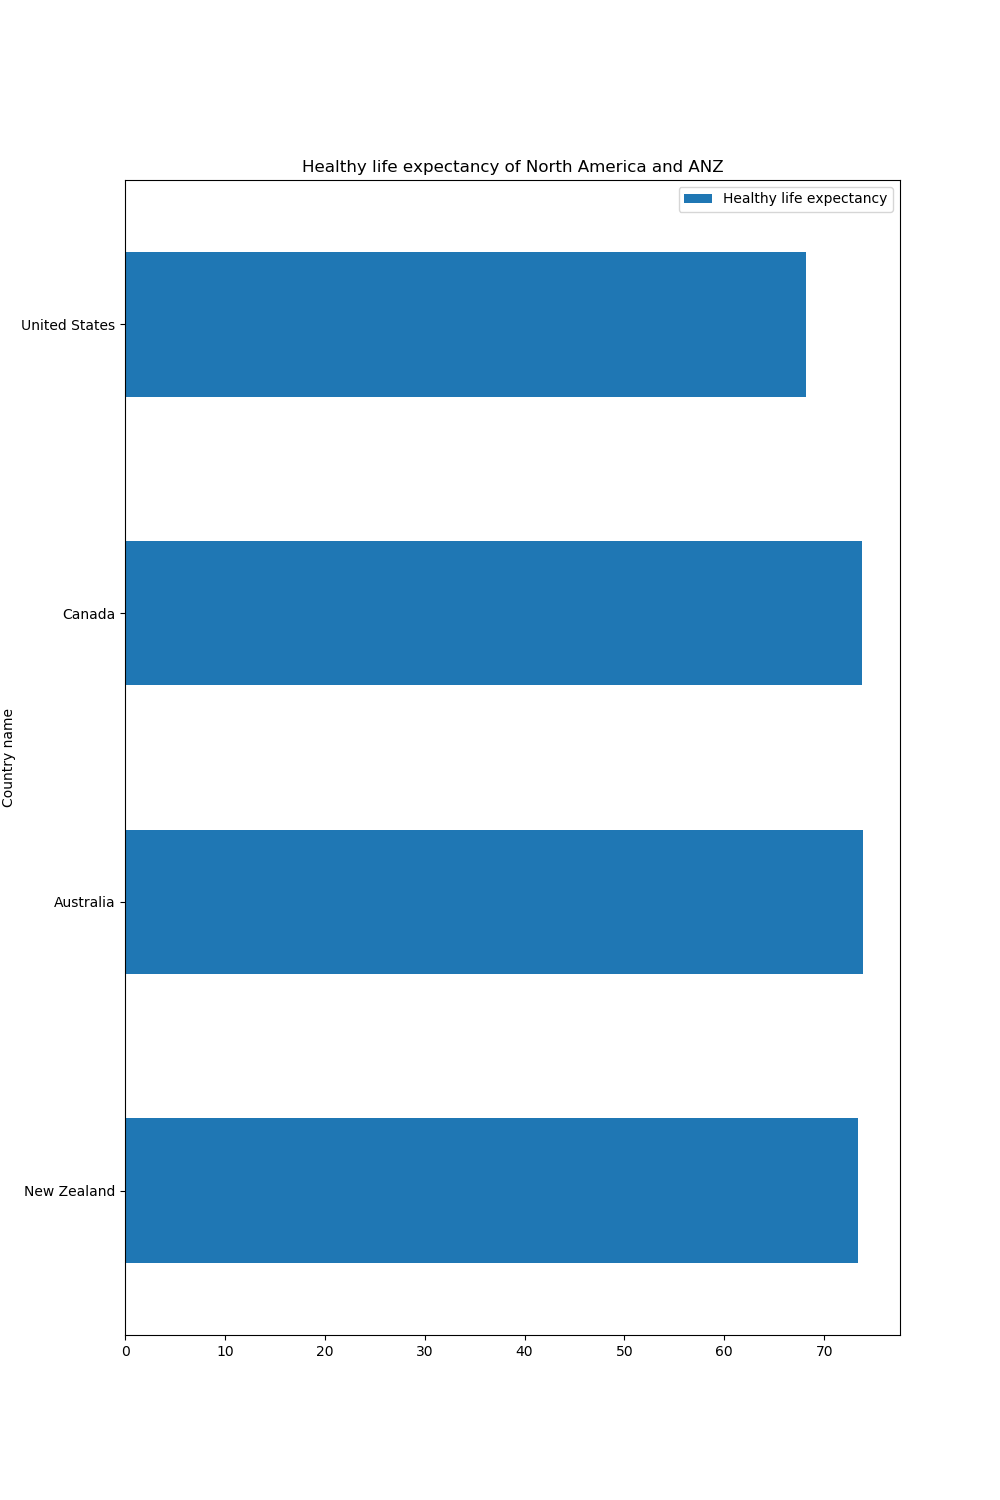 Healthy life expectancy of North America and ANZ
Healthy life expectancy
United States
Canada
Country name
Australia
New Zealand
0 10 20 30 40 50 60 70